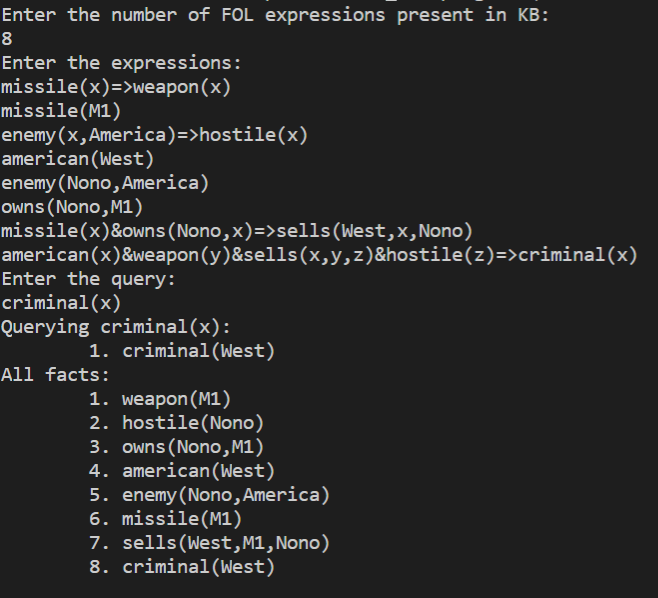 Enter the number of FOL expressions present in KB:
8
Enter the expressions:
missile(x)=>weapon(x)
missile(M1)
enemy(x,America)=>hostile(x)
american(West)
enemy(Nono,America)
owns(Nono,M1)
missile(x)&owns(Nono,x)=>sells(West,x,Nono)
american(x)&weapon(y)&sells(x,y,z)&hostile(z)=>criminal(x)
Enter the query:
criminal(x)
Querying criminal(x):
1. criminal(West)
All facts:
1. weapon(M1)
2. hostile(Nono)
3. owns(Nono,M1)
4. american(West)
5. enemy(Nono,America)
6. missile(M1)
7. sells(West,M1,Nono)
8. criminal(West)